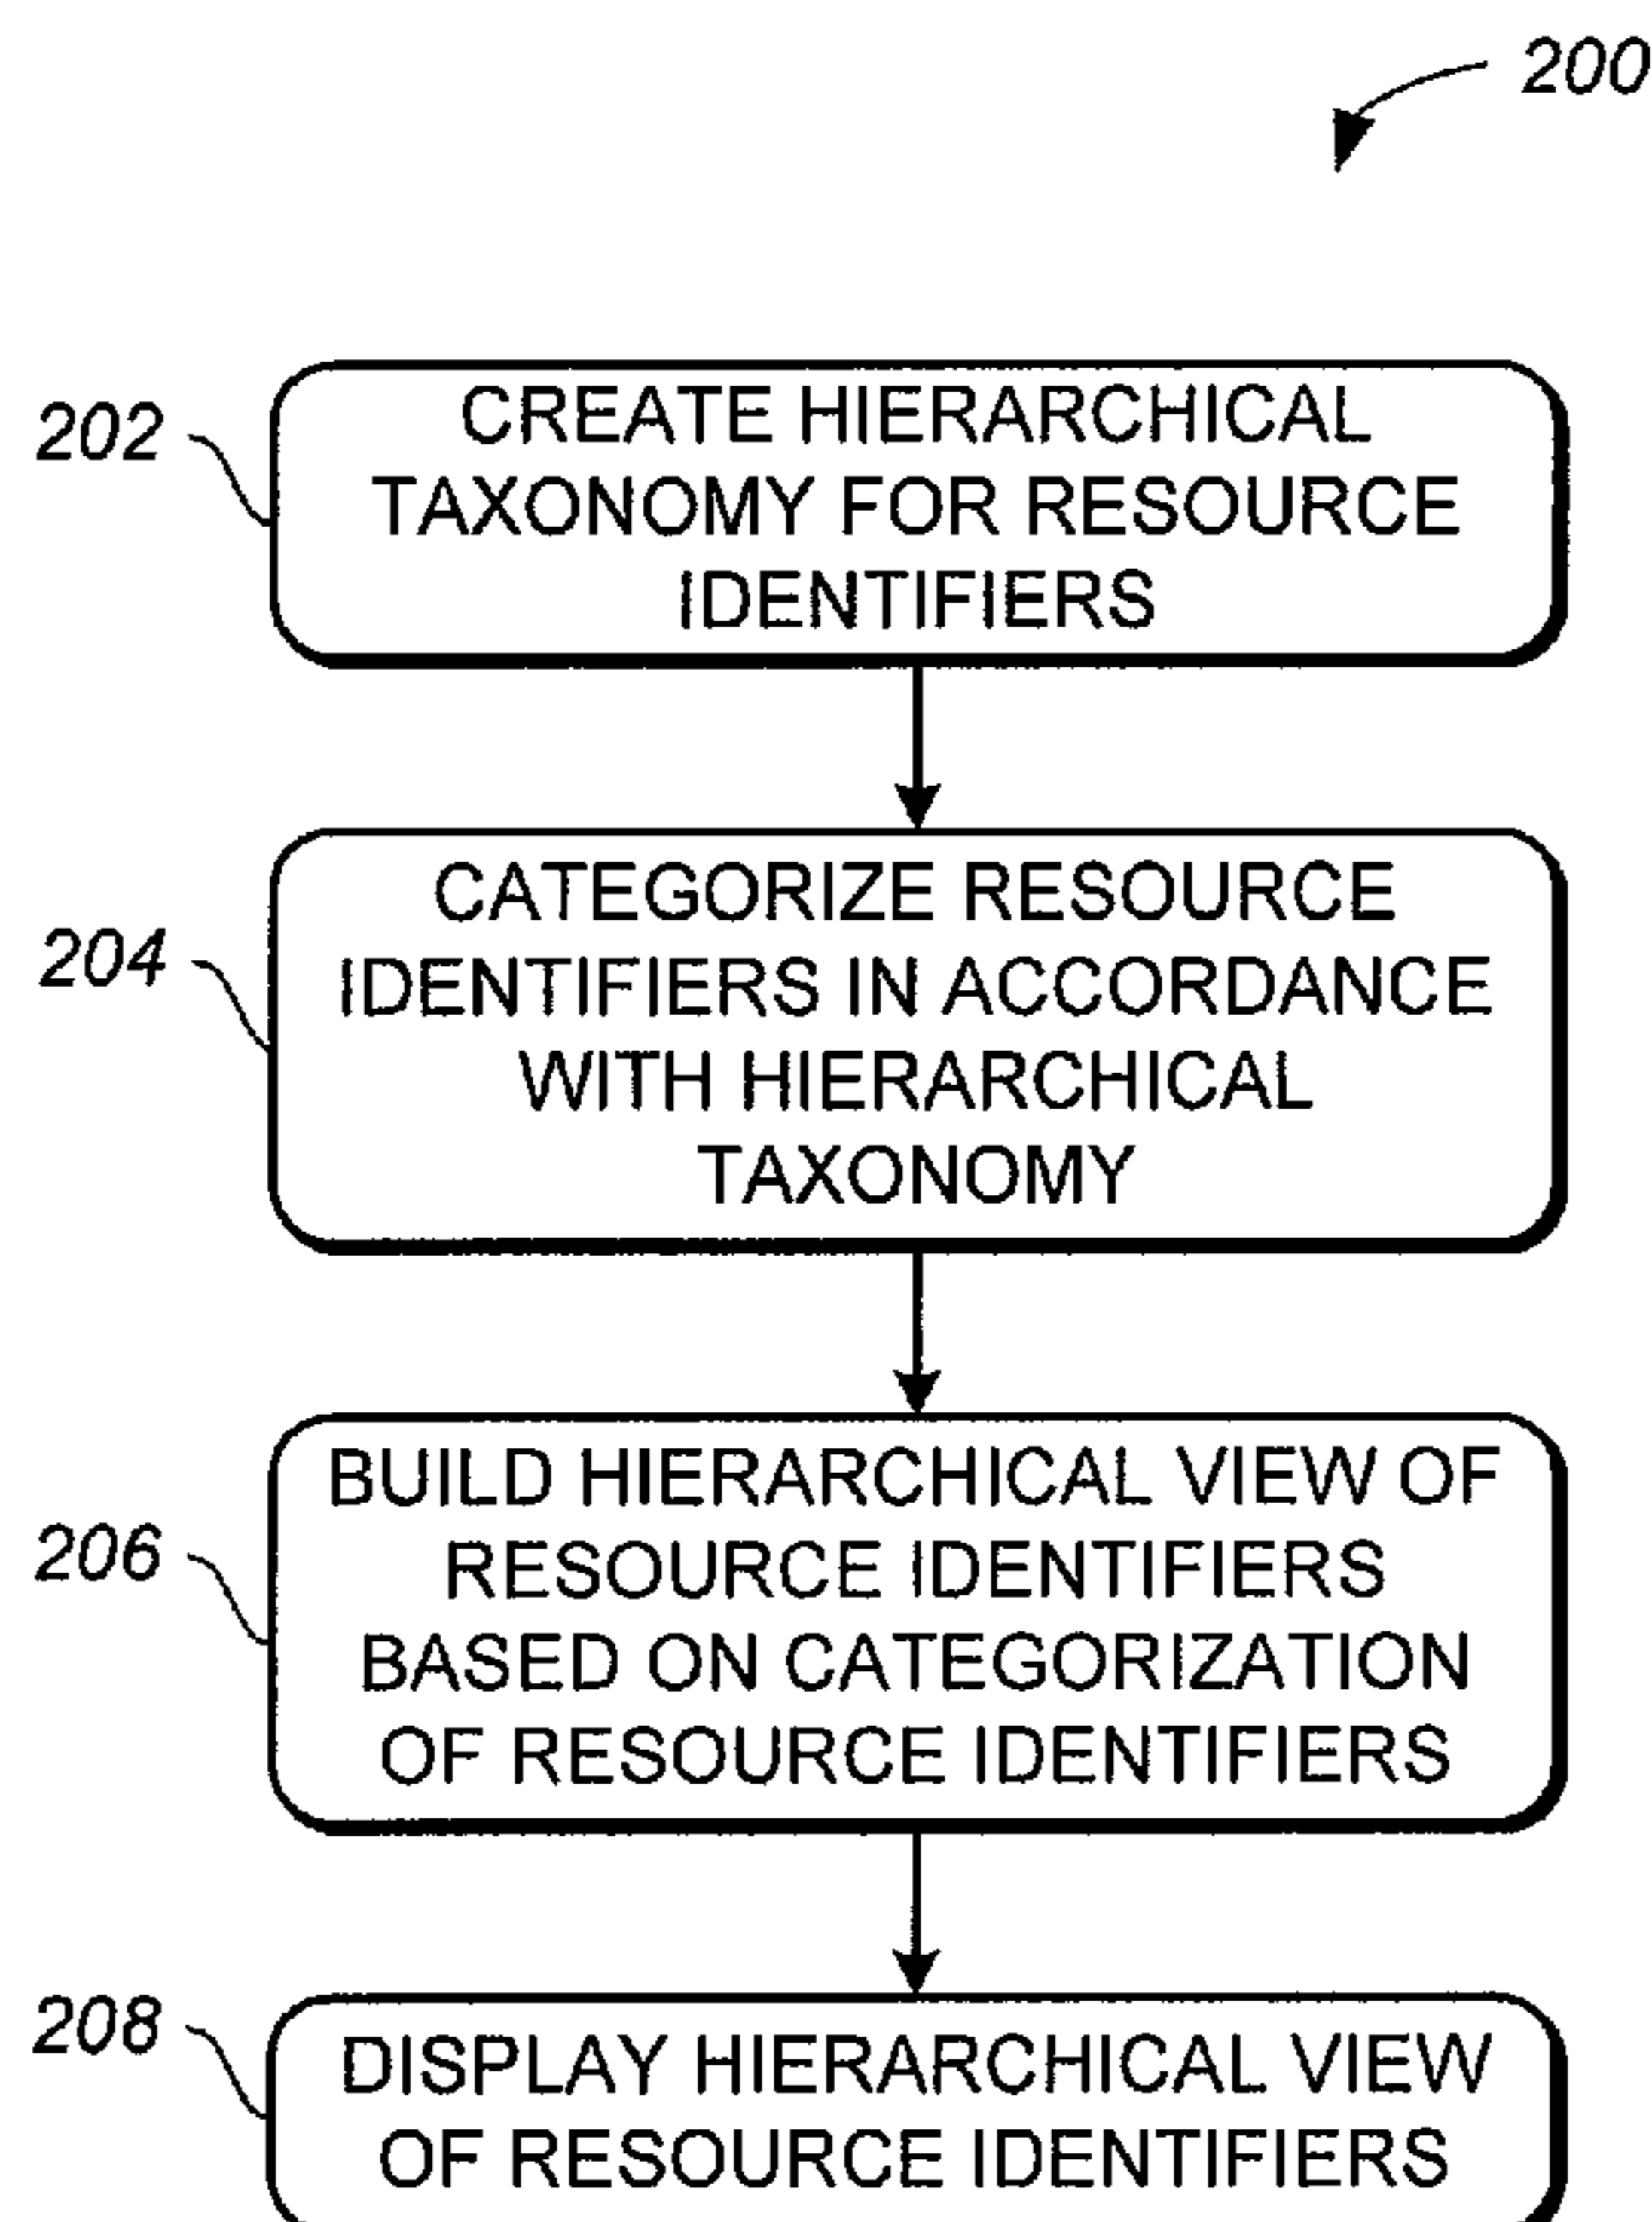 200
202
CREATE HIERARCHICAL
TAXONOMY FOR RESOURCE
IDENTIFIERS
204
CATEGORIZE RESOURCE
IDENTIFIERS IN ACCORDANCE
WITH HIERARCHICAL
TAXONOMY
206
BUILD HIERARCHICAL VIEW OF
RESOURCE IDENTIFIERS
BASED ON CATEGORIZATION
OF RESOURCE IDENTIFIERS
208
DISPLAY HIERARCHICAL VIEW
OF RESOURCE IDENTIFIERS